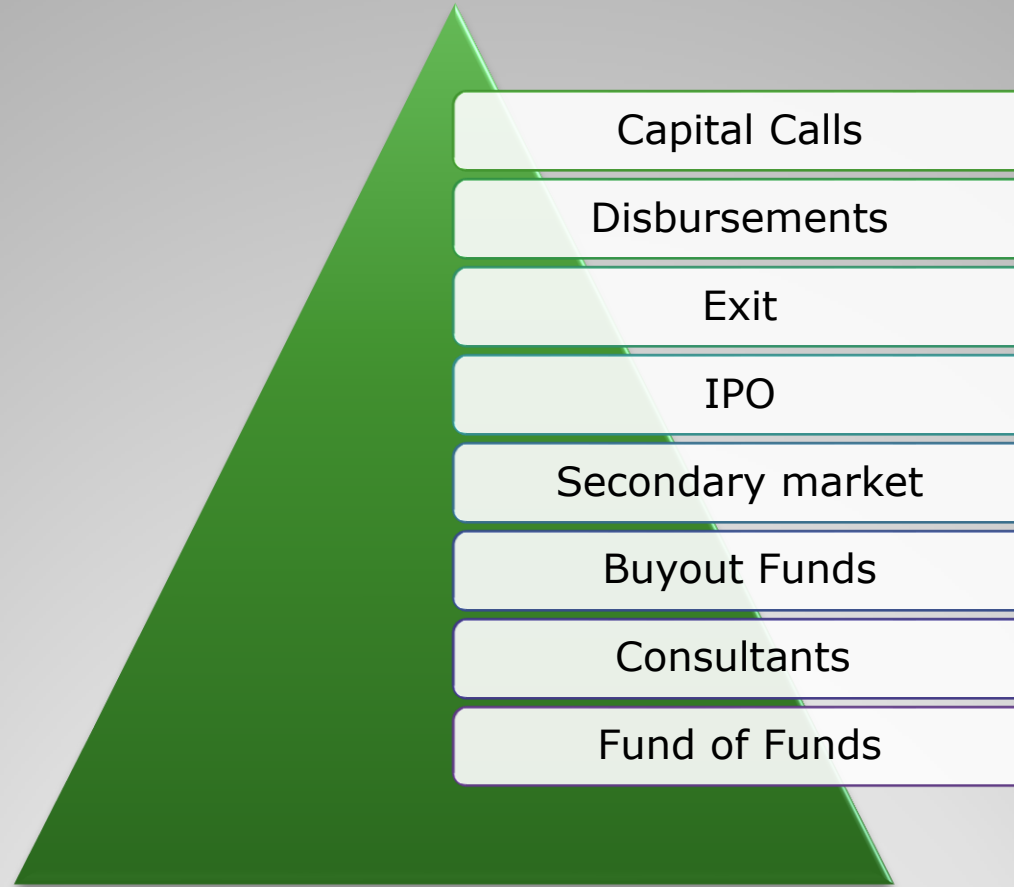 Capital Calls
Disbursements
Exit
IPO
Secondary market
Buyout Funds
Consultants
Fund of Funds